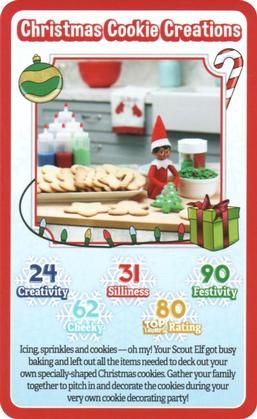 Christmas Cookie Creations
24
Creativity
31
Silliness
90
Festivity
62
Cheeky
80
TOP TRUMPS Rating
Icing, sprinkles and cookies — oh my! Your Scout Elf got busy
baking and left out all the items needed to deck out your
own specially-shaped Christmas cookies. Gather your family
together to pitch in and decorate the cookies during your
very own cookie decorating party!